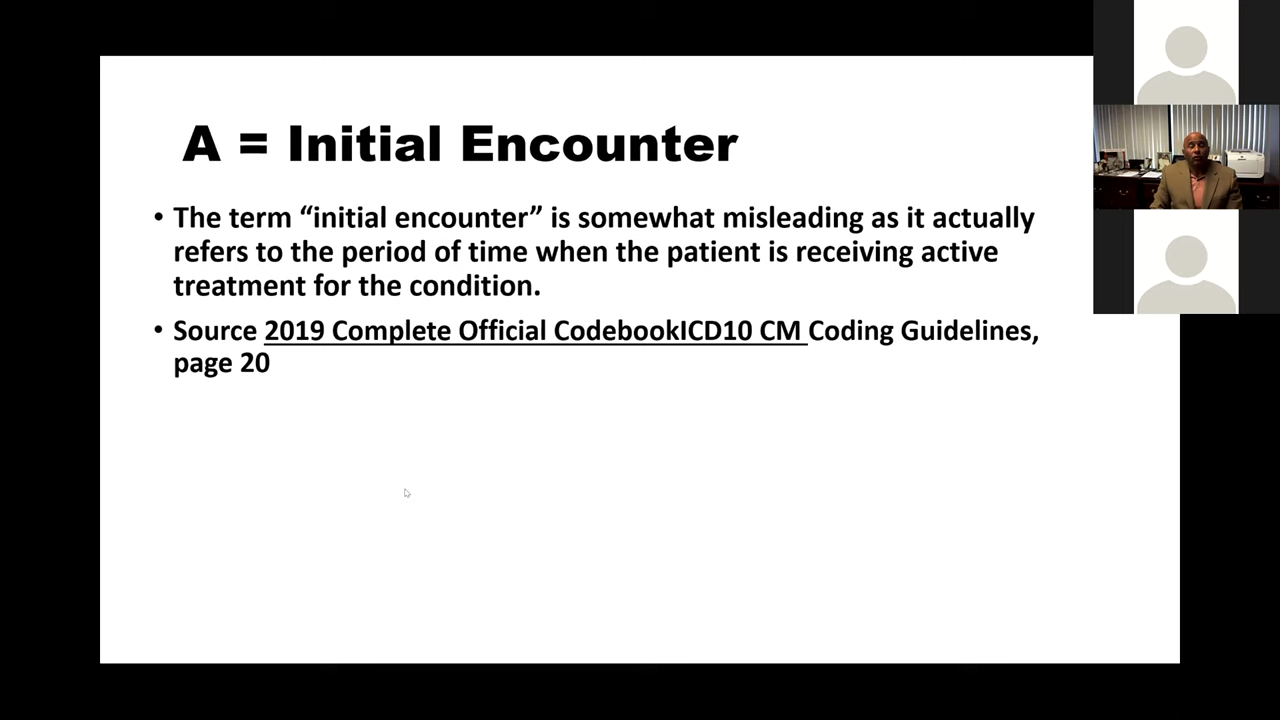 A = Initial Encounter
• The term “initial encounter” is somewhat misleading as it actually
refers to the period of time when the patient is receiving active
treatment for the condition.
• Source 2019 Complete Official CodebookICD10 CM Coding Guidelines,
page 20